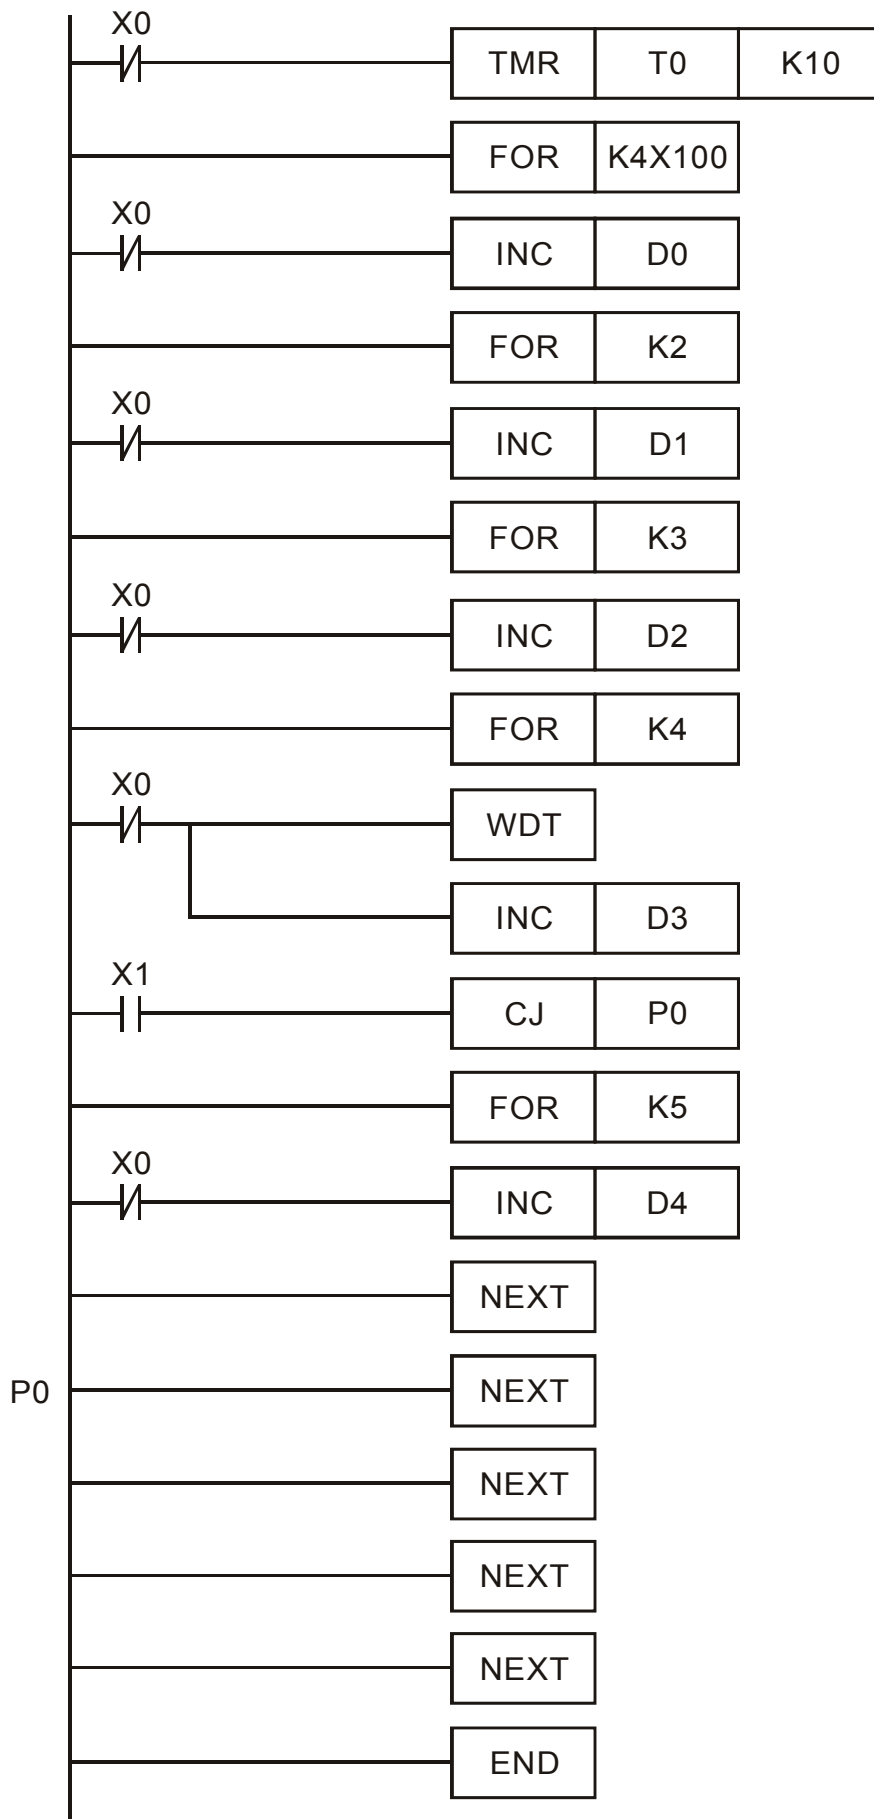 X0
TMR T0 K10
FOR K4X100
X0
INC D0
FOR K2
X0
INC D1
FOR K3
X0
INC D2
FOR K4
X0
WDT
INC D3
X1
CJ P0
FOR K5
X0
INC D4
NEXT
P0 NEXT
NEXT
NEXT
NEXT
END